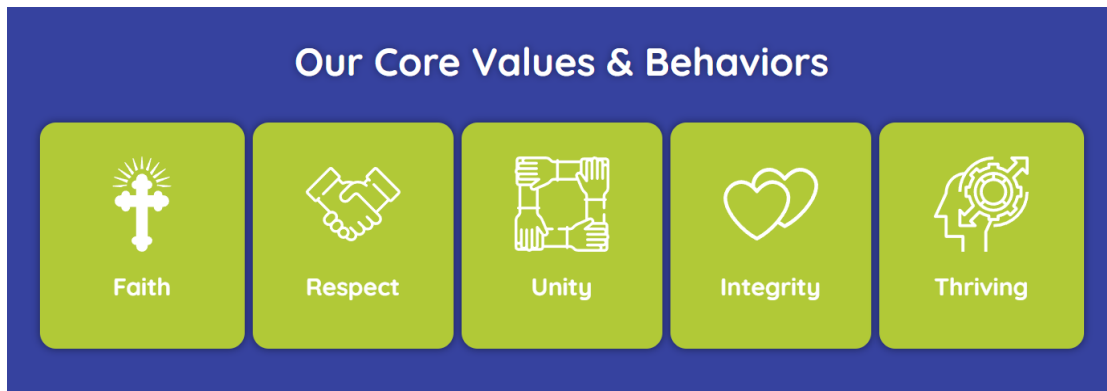 Our Core Values & Behaviors
Faith
Respect
Unity
Integrity
Thriving